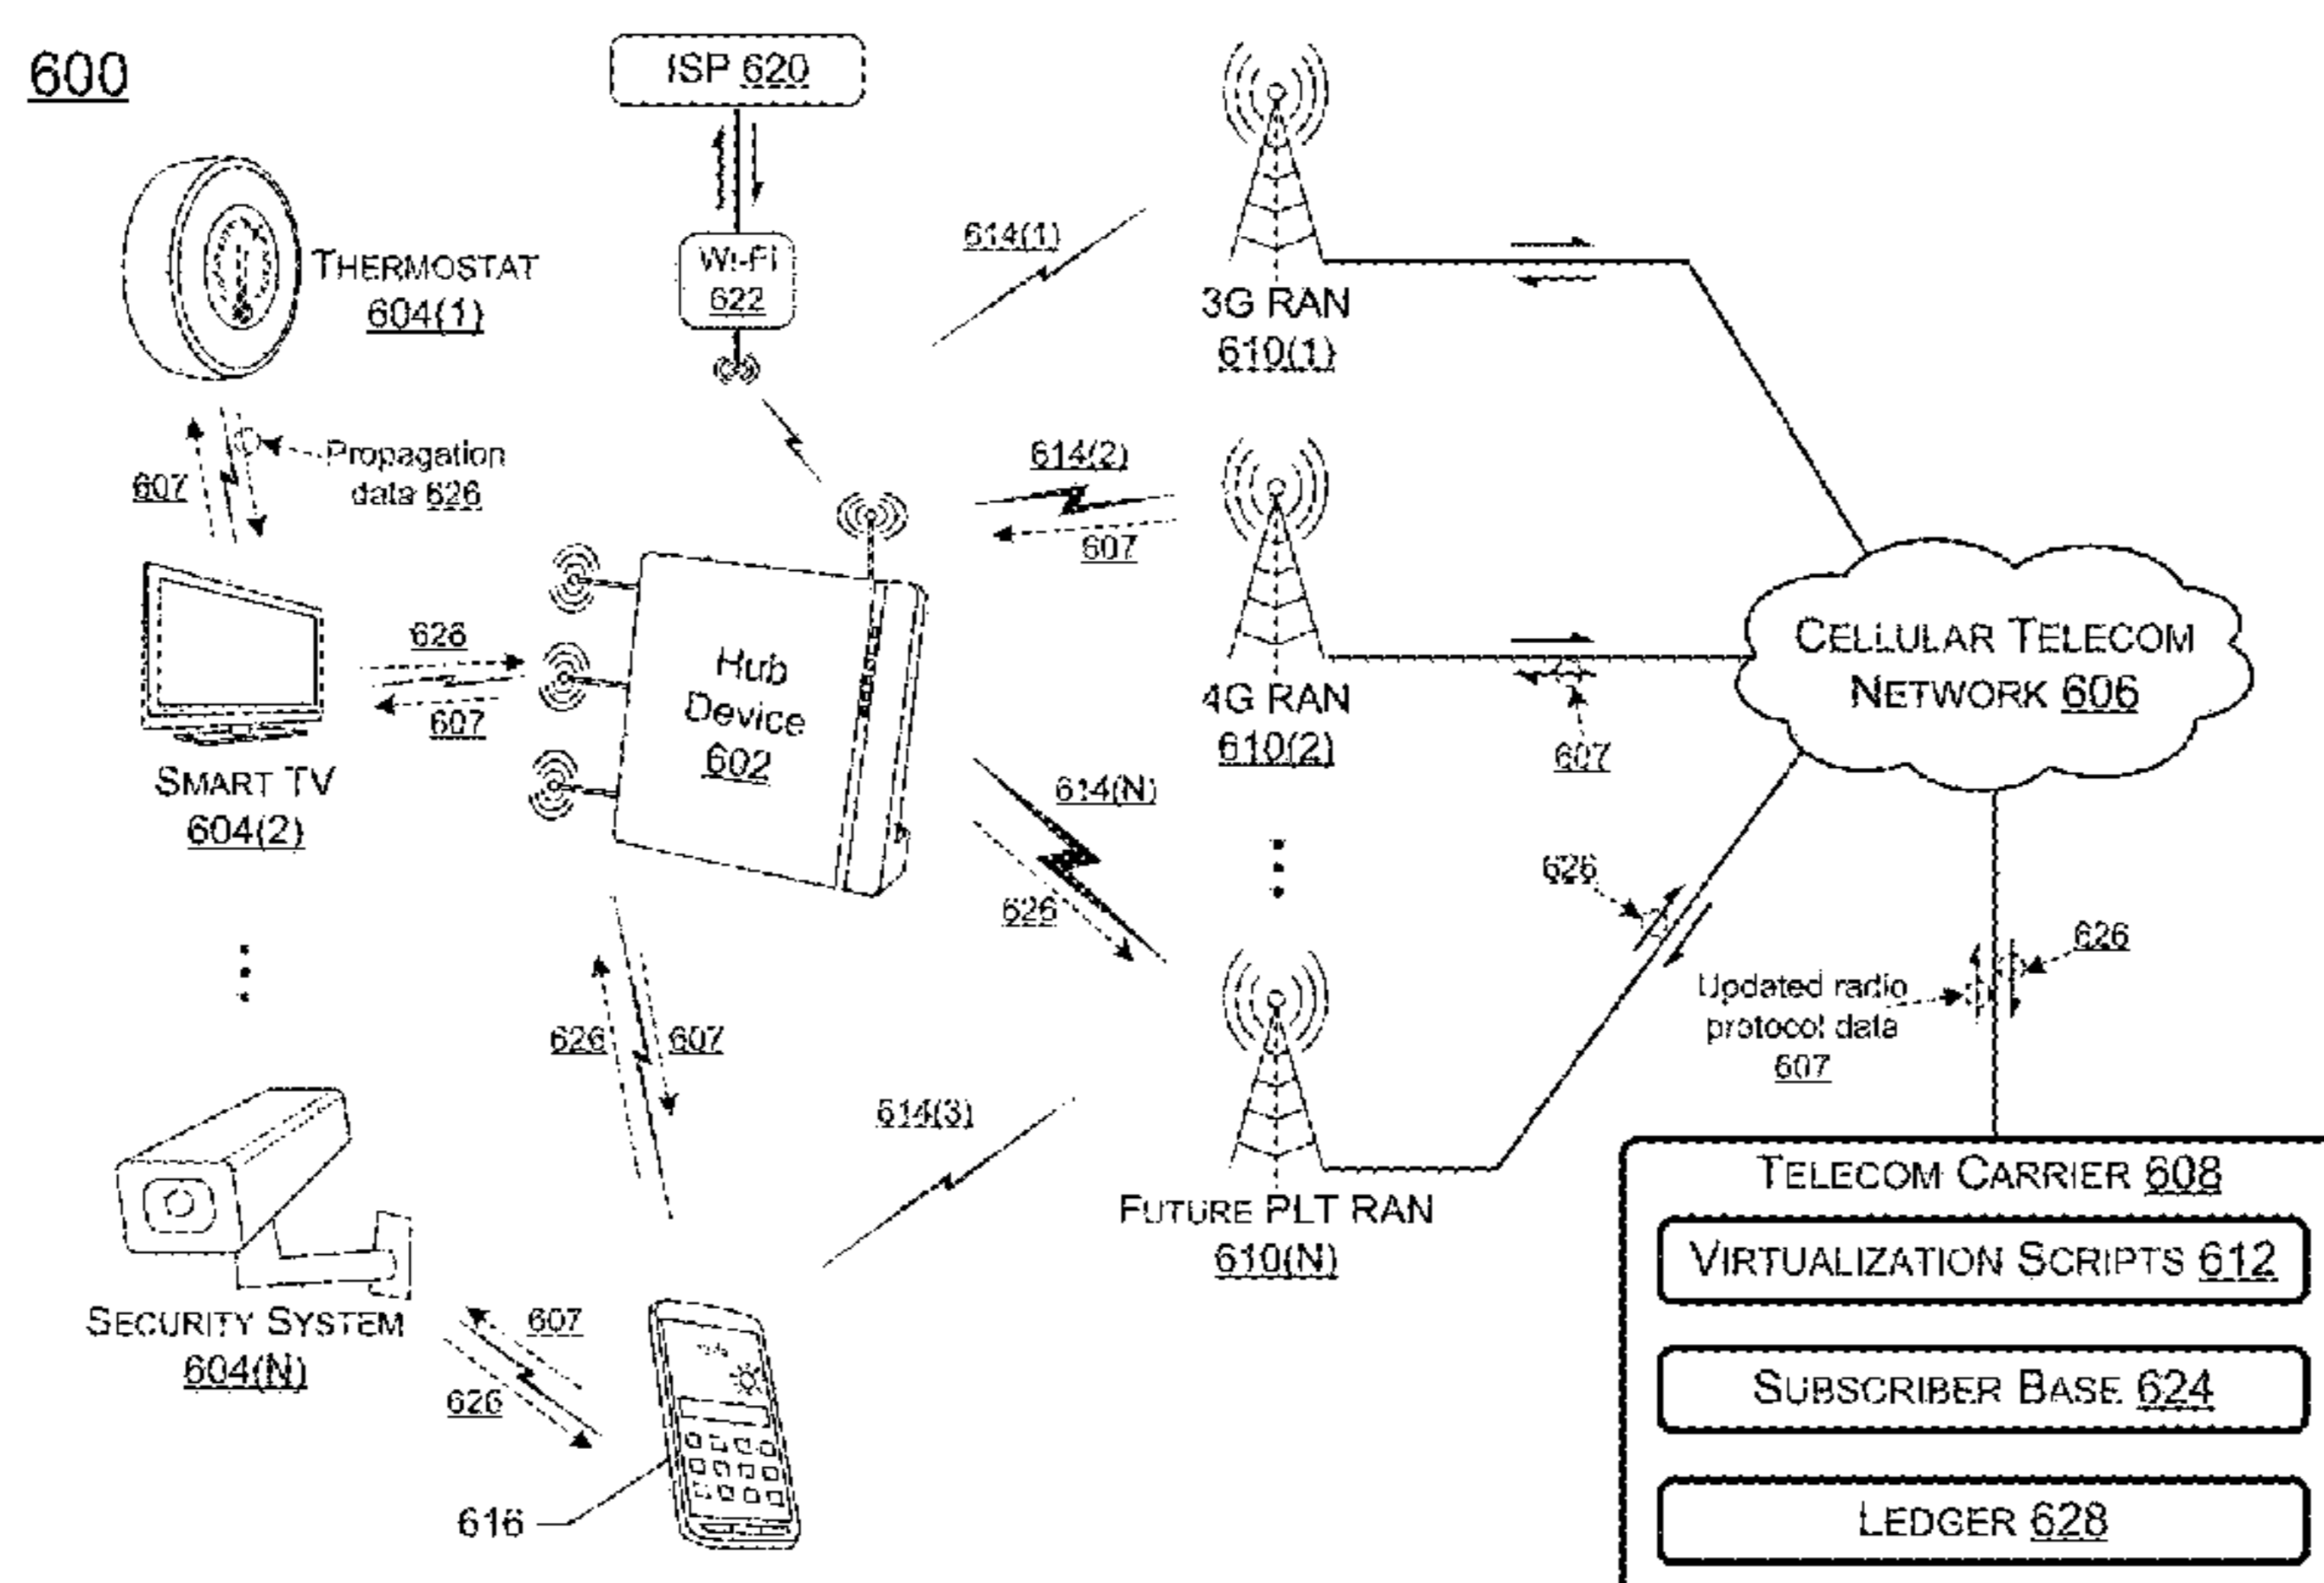 600
ISP 620
WI-FI
622
THERMOSTAT
604(1)
614(1)
3G RAN
610(1)
Propagation
data 626
607
614(2)
607
626
607
Hub
Device
602
SMART TV
604(2)
4G RAN
610(2)
607
CELLULAR TELECOM
NETWORK 606
614(N)
626
626
626
Updated radio
protocol data
607
626
607
614(3)
FUTURE PLT RAN
610(N)
SECURITY SYSTEM
604(N)
607
626
616
TELECOM CARRIER 608
VIRTUALIZATION SCRIPTS 612
SUBSCRIBER BASE 624
LEDGER 628